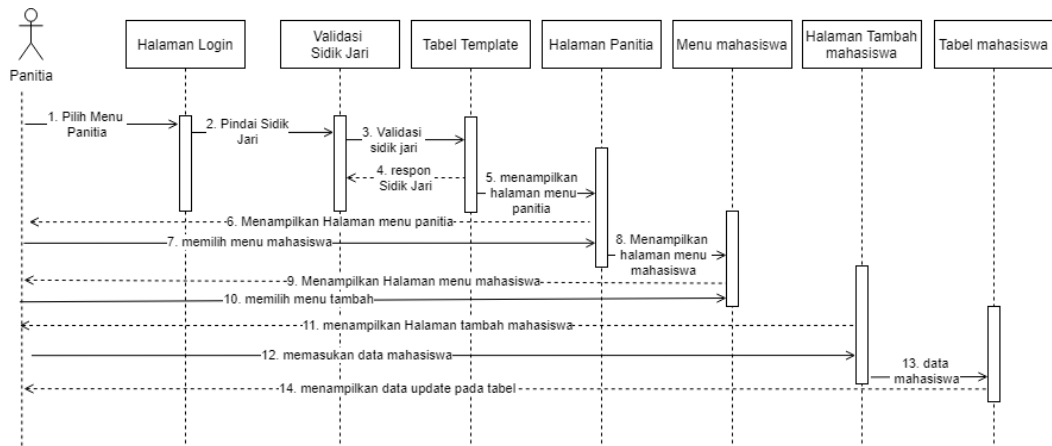 Panitia
Halaman Login
Validasi
Sidik Jari
Tabel Template
Halaman Panitia
Menu mahasiswa
Halaman Tambah
mahasiswa
Tabel mahasiswa
1. Pilih Menu
Panitia
2. Pindai Sidik
Jari
3. Validasi
sidik jari
4. respon
Sidik Jari
5. menampilkan
halaman menu
panitia
6. Menampilkan Halaman menu panitia
7. memilih menu mahasiswa
8. Menampilkan
halaman menu
mahasiswa
9. Menampilkan Halaman menu mahasiswa
10. memilih menu tambah
11. menampilkan Halaman tambah mahasiswa
12. memasukan data mahasiswa
13. data
mahasiswa
14. menampilkan data update pada tabel